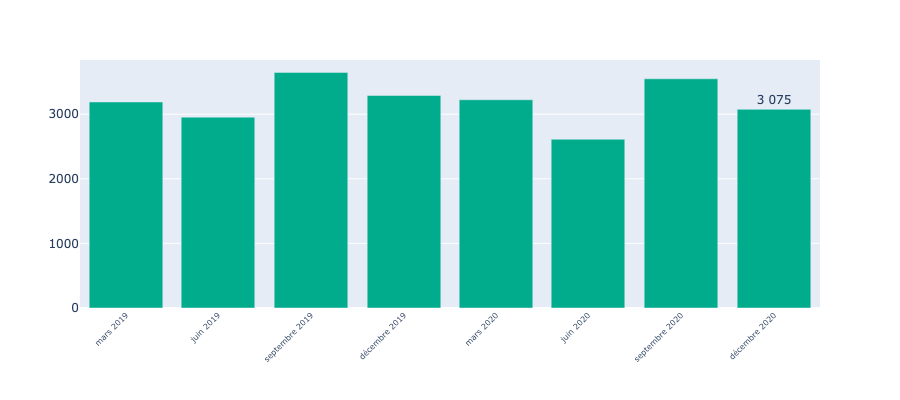 3 075
3000
2000
1000
0
mars 2019
juin 2019
septembre 2019
décembre 2019
mars 2020
juin 2020
septembre 2020
décembre 2020